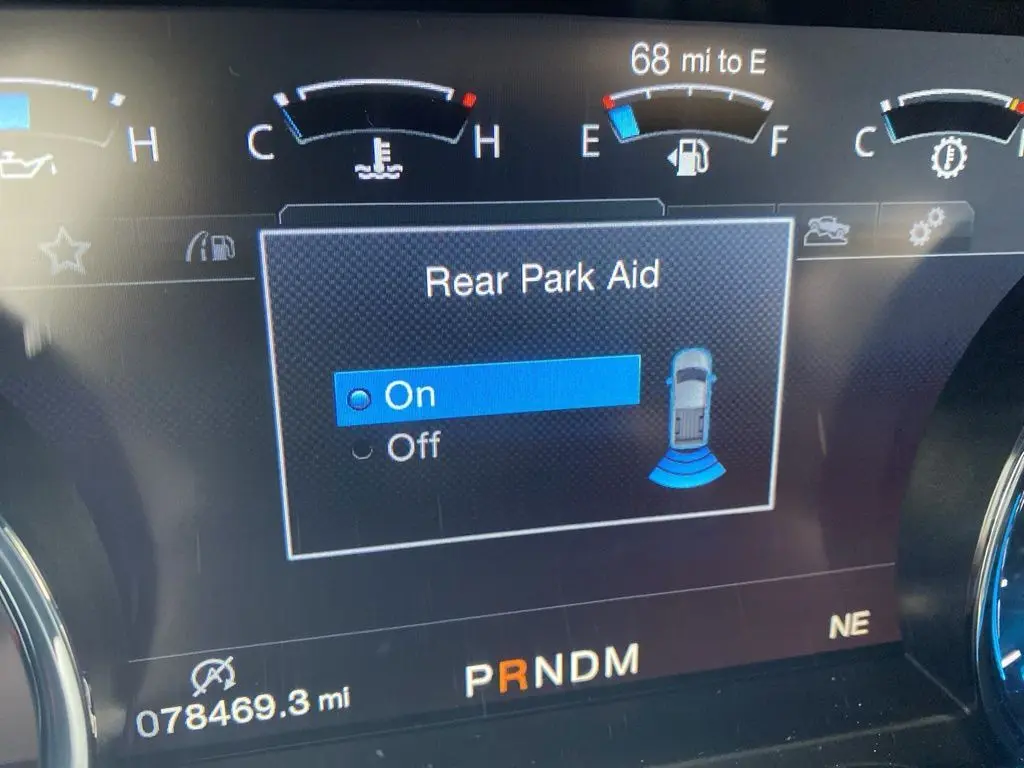 68 mi to E
H
C H
E F
C
Rear Park Aid
On
Off
NE
PRNDM
078469.3 mi